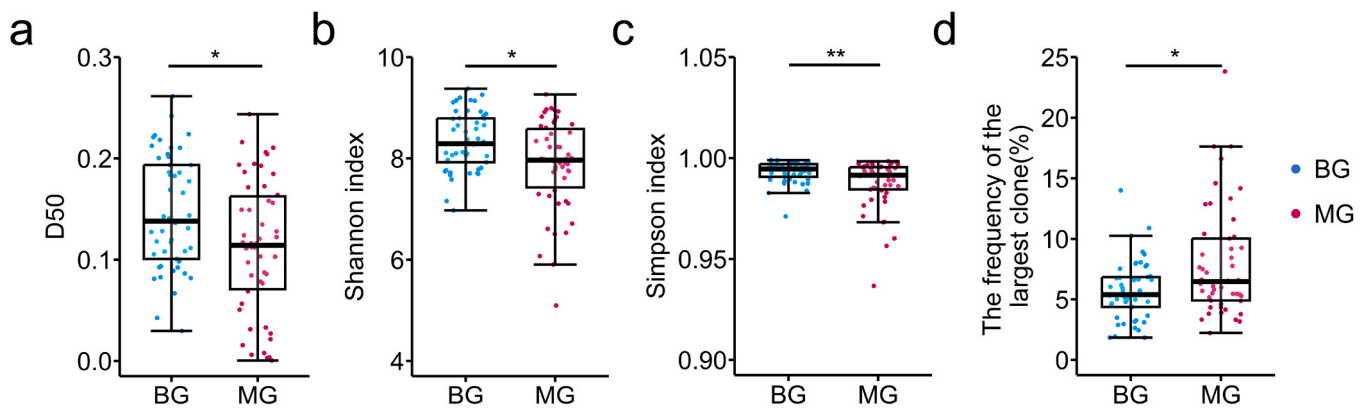 a
b
c
d
*
*
**
*
D50
0.3
0.2
0.1
0.0
BG
MG
Shannon index
10
8
6
4
BG
MG
Simpson index
1.05
1.00
0.95
0.90
BG
MG
The frequency of the
largest clone(%)
25
20
15
10
5
0
BG
MG
BG
MG